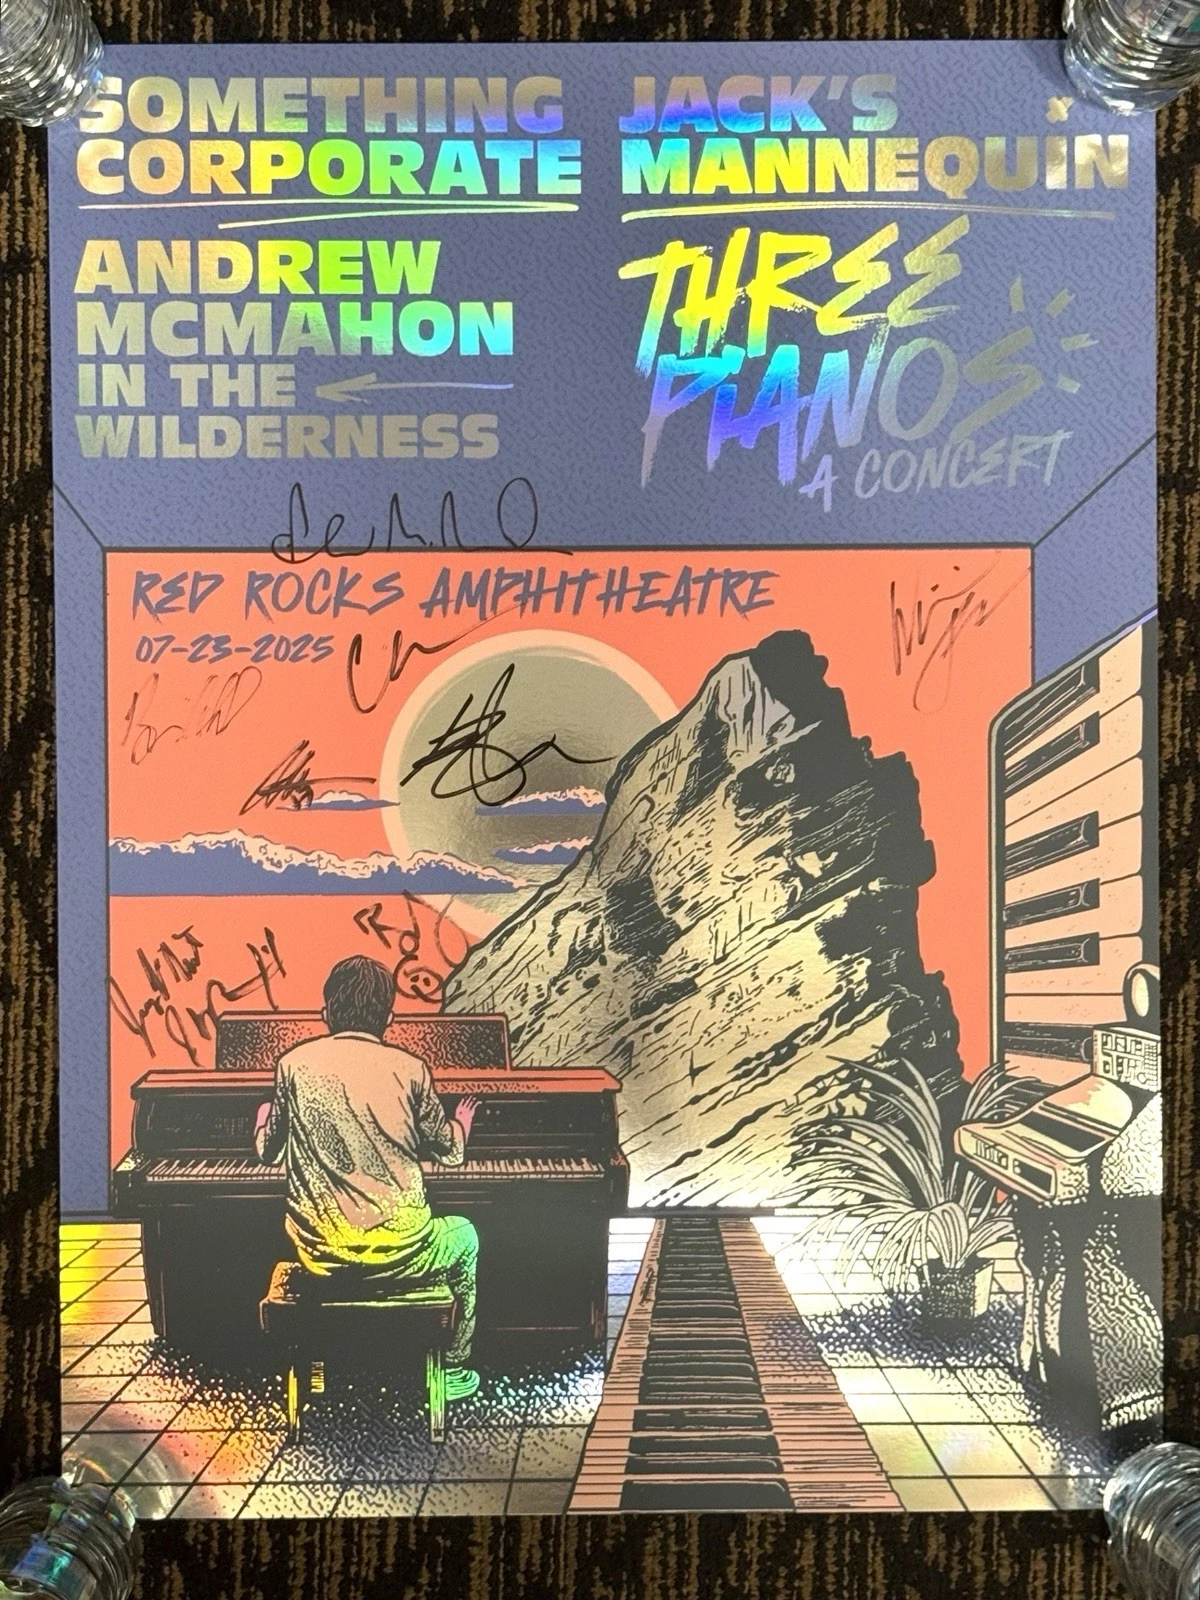 SOMETHING
CORPORATE
JACK'S
MANNEQUIN
ANDREW
MCMAHON
IN THE
WILDERNESS
THREE
PIANOS
A CONCERT
RED ROCKS AMPHITHEATRE
07-23-2025